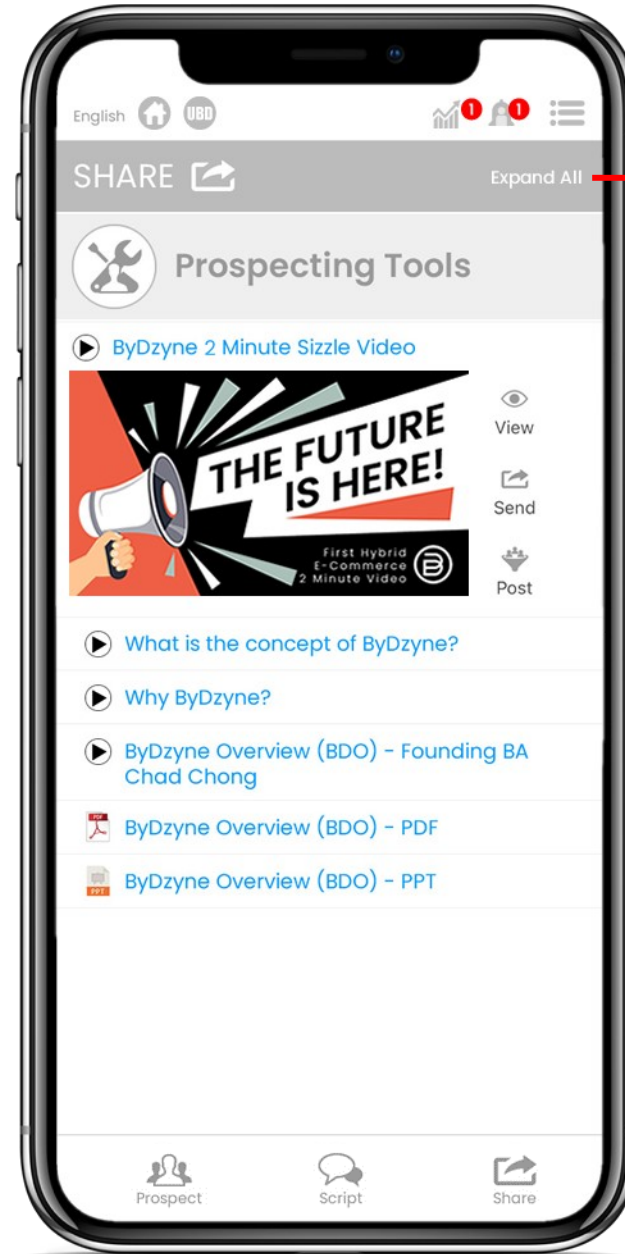 English UBD 1 1
SHARE Expand All
Prospecting Tools
ByDzyne 2 Minute Sizzle Video
THE FUTURE
IS HERE!
First Hybrid
E-Commerce
2 Minute Video
B
View
Send
Post
What is the concept of ByDzyne?
Why ByDzyne?
ByDzyne Overview (BDO) - Founding BA
Chad Chong
PDF
ByDzyne Overview (BDO) - PDF
PPT
ByDzyne Overview (BDO) - PPT
Prospect Script Share